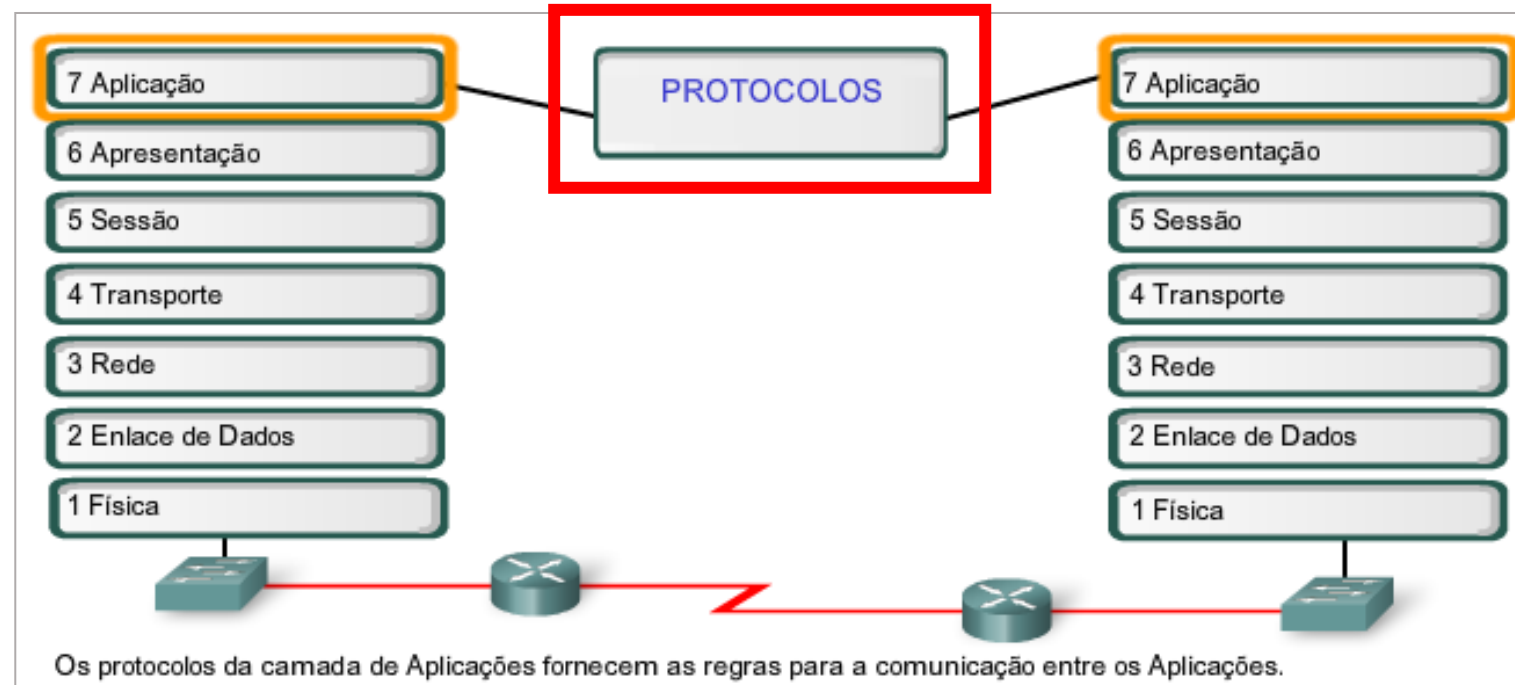 PROTOCOLOS
7 Aplicação
6 Apresentação
5 Sessão
4 Transporte
3 Rede
2 Enlace de Dados
1 Física
7 Aplicação
6 Apresentação
5 Sessão
4 Transporte
3 Rede
2 Enlace de Dados
1 Física
Os protocolos da camada de Aplicações fornecem as regras para a comunicação entre os Aplicações.